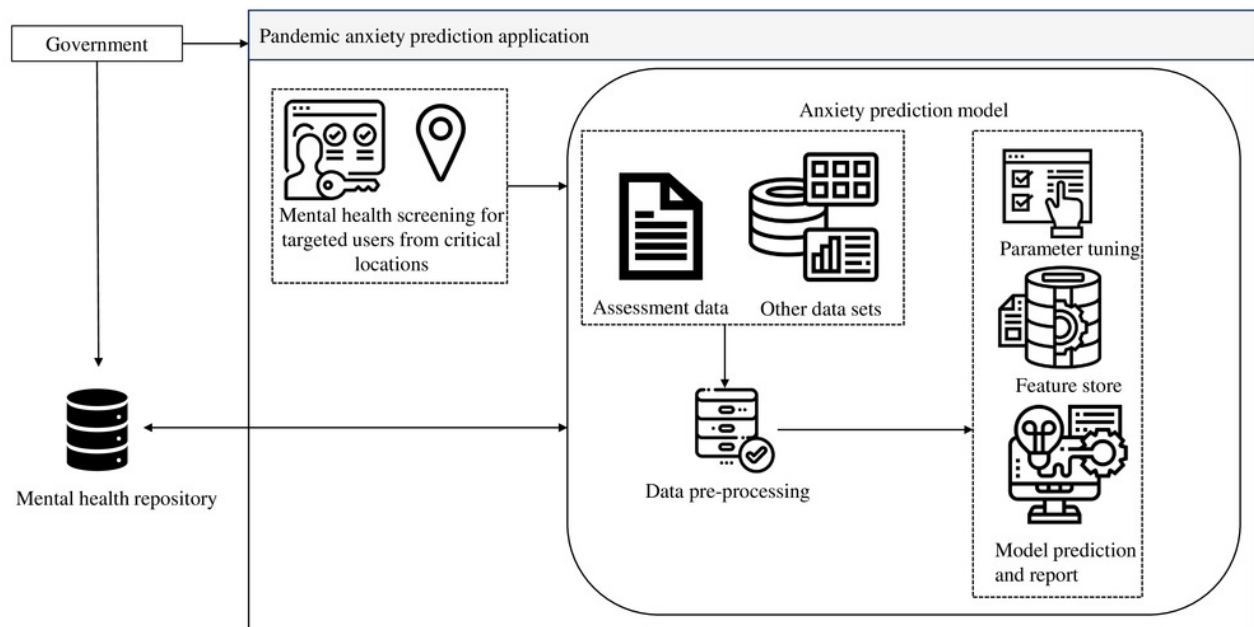 Government
Pandemic anxiety prediction application
Anxiety prediction model
Mental health screening for
targeted users from critical
locations
Assessment data
Other data sets
Parameter tuning
Feature store
Data pre-processing
Model prediction
and report
Mental health repository